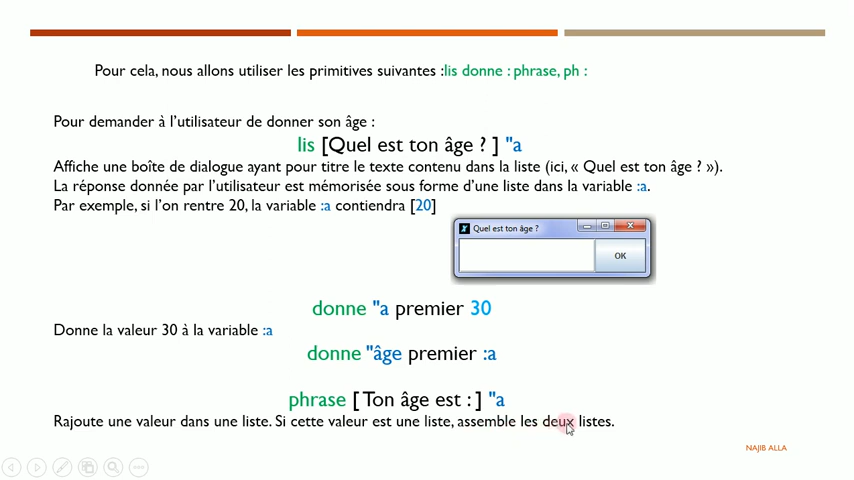 Pour cela, nous allons utiliser les primitives suivantes :lis donne : phrase, ph :
Pour demander à l'utilisateur de donner son âge :
lis [Quel est ton âge ? ] "a
Affiche une boîte de dialogue ayant pour titre le texte contenu dans la liste (ici, « Quel est ton âge ? »).
La réponse donnée par l'utilisateur est mémorisée sous forme d'une liste dans la variable :a.
Par exemple, si l'on rentre 20, la variable :a contiendra [20]
Quel est ton âge ?
OK
donne "a premier 30
Donne la valeur 30 à la variable :a
donne "âge premier :a
phrase [ Ton âge est : ] "a
Rajoute une valeur dans une liste. Si cette valeur est une liste, assemble les deux listes.
NAJIB ALLA